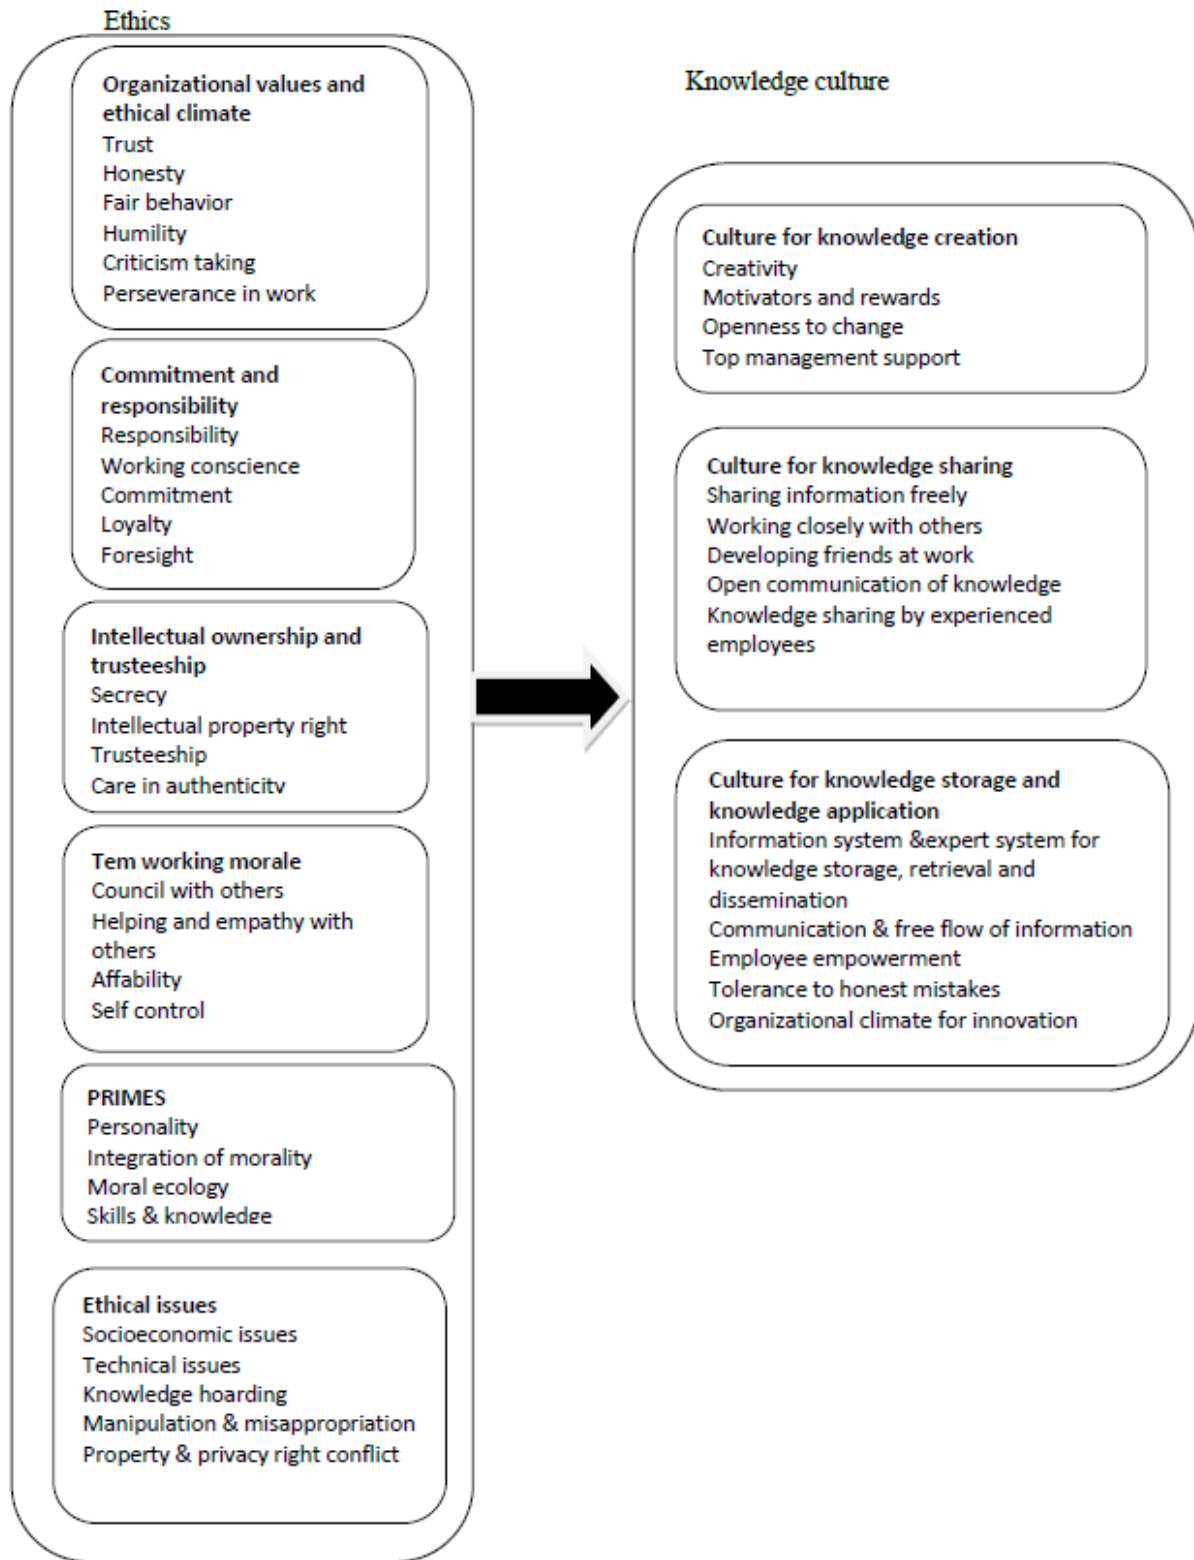 Ethics
Organizational values and
ethical climate
Trust
Honesty
Fair behavior
Humility
Criticism taking
Perseverance in work
Commitment and
responsibility
Responsibility
Working conscience
Commitment
Loyalty
Foresight
Intellectual ownership and
trusteeship
Secrecy
Intellectual property right
Trusteeship
Care in authenticity
Tem working morale
Council with others
Helping and empathy with
others
Affability
Self control
PRIMES
Personality
Integration of morality
Moral ecology
Skills & knowledge
Ethical issues
Socioeconomic issues
Technical issues
Knowledge hoarding
Manipulation & misappropriation
Property & privacy right conflict
Knowledge culture
Culture for knowledge creation
Creativity
Motivators and rewards
Openness to change
Top management support
Culture for knowledge sharing
Sharing information freely
Working closely with others
Developing friends at work
Open communication of knowledge
Knowledge sharing by experienced
employees
Culture for knowledge storage and
knowledge application
Information system &expert system for
knowledge storage, retrieval and
dissemination
Communication & free flow of information
Employee empowerment
Tolerance to honest mistakes
Organizational climate for innovation